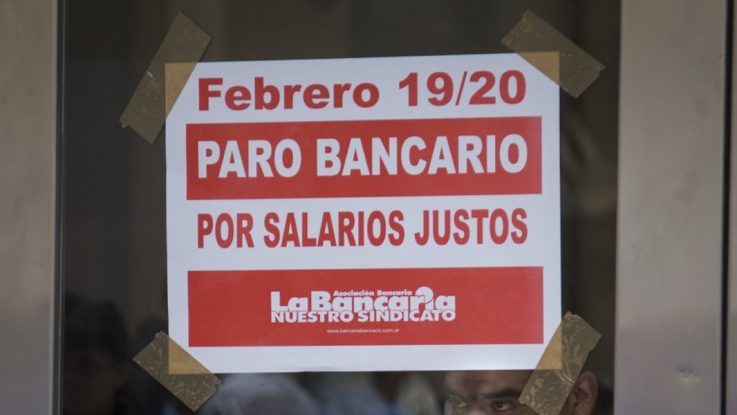 Febrero 19/20
PARO BANCARIO
POR SALARIOS JUSTOS
Asociación Bancaria
La Bancaria
NUESTRO SINDICATO
www.bancariabancario.com.ar